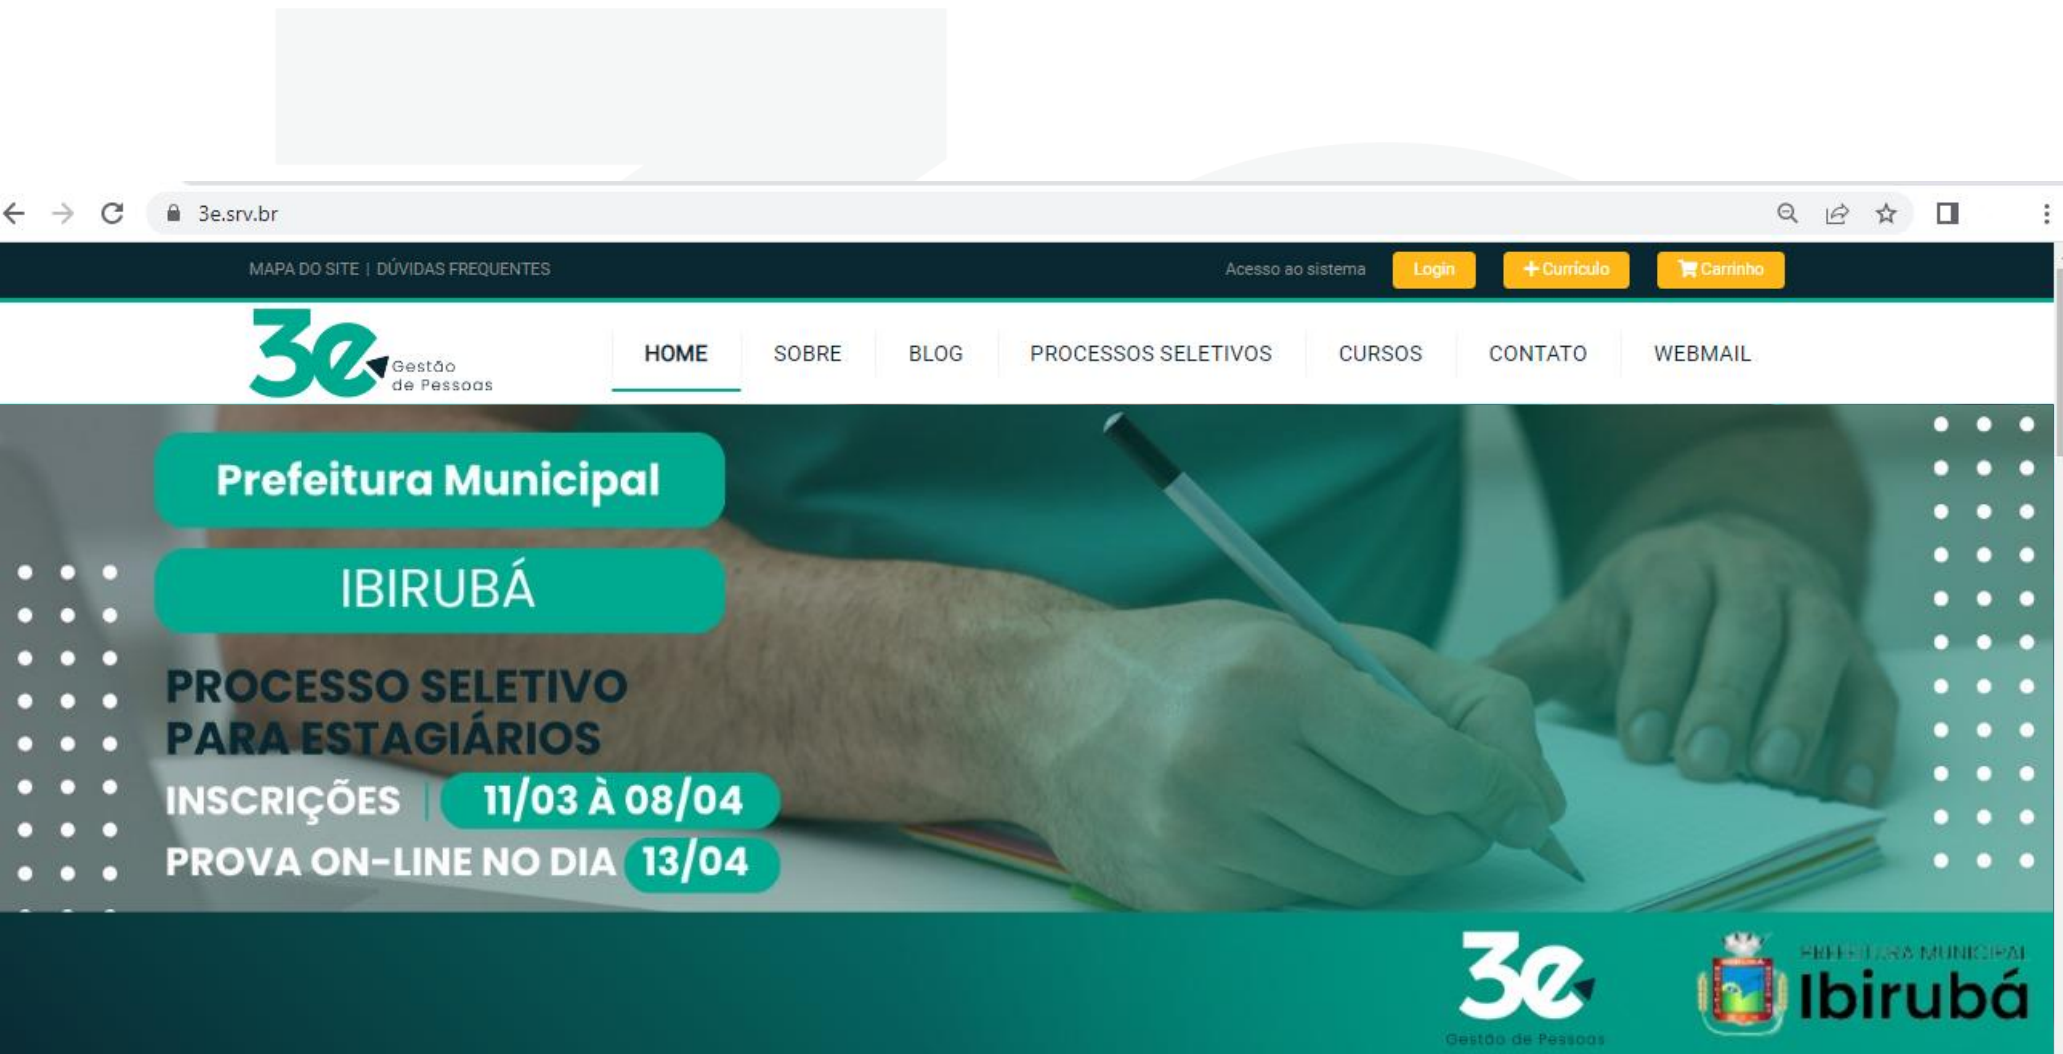 3e.srv.br
MAPA DO SITE | DÚVIDAS FREQUENTES
Acesso ao sistema
Login
Currículo
Carrinho
3e Gestão
de Pessoas
HOME
SOBRE
BLOG
PROCESSOS SELETIVOS
CURSOS
CONTATO
WEBMAIL
Prefeitura Municipal
IBIRUBÁ
PROCESSO SELETIVO
PARA ESTAGIÁRIOS
INSCRIÇÕES | 11/03 À 08/04
PROVA ON-LINE NO DIA 13/04
3e
Gestão de Pessoas
PREFEITURA MUNICIPAL
Ibirubá